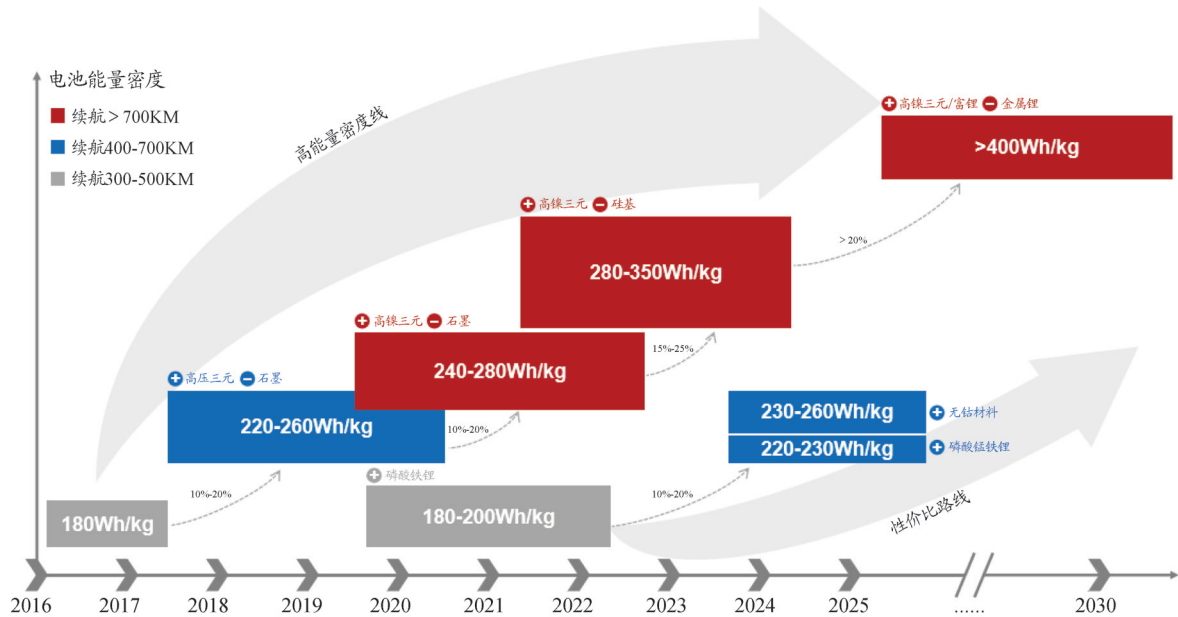 电池能量密度
续航＞700KM
续航400-700KM
续航300-500KM
高能量密度线
高镍三元/富锂 金属锂
>400Wh/kg
高镍三元 硅基
280-350Wh/kg
＞20%
高镍三元 石墨
240-280Wh/kg
15%-25%
高压三元 石墨
220-260Wh/kg
10%-20%
230-260Wh/kg 无钴材料
220-230Wh/kg 磷酸锰铁锂
磷酸铁锂
180-200Wh/kg
10%-20%
180Wh/kg
10%-20%
性价比路线
2016 2017 2018 2019 2020 2021 2022 2023 2024 2025 ...... 2030